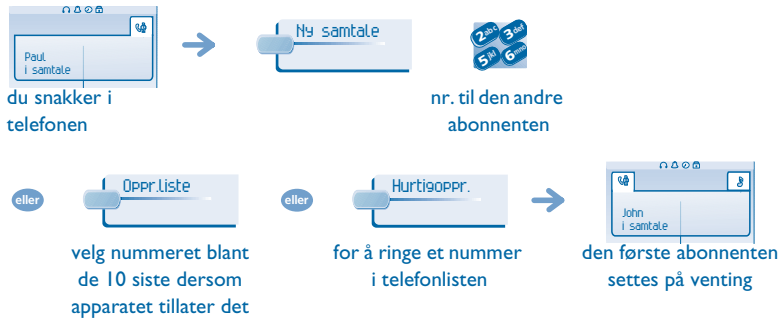 Paul
i samtale
Ny samtale
2abc 3def
5jkl 6mno
du snakker i
telefonen
nr. til den andre
abonnenten
eller
Oppr.liste
eller
Hurtigoppr.
John
i samtale
velg nummeret blant
de 10 siste dersom
apparatet tillater det
for å ringe et nummer
i telefonlisten
den første abonnenten
settes på venting